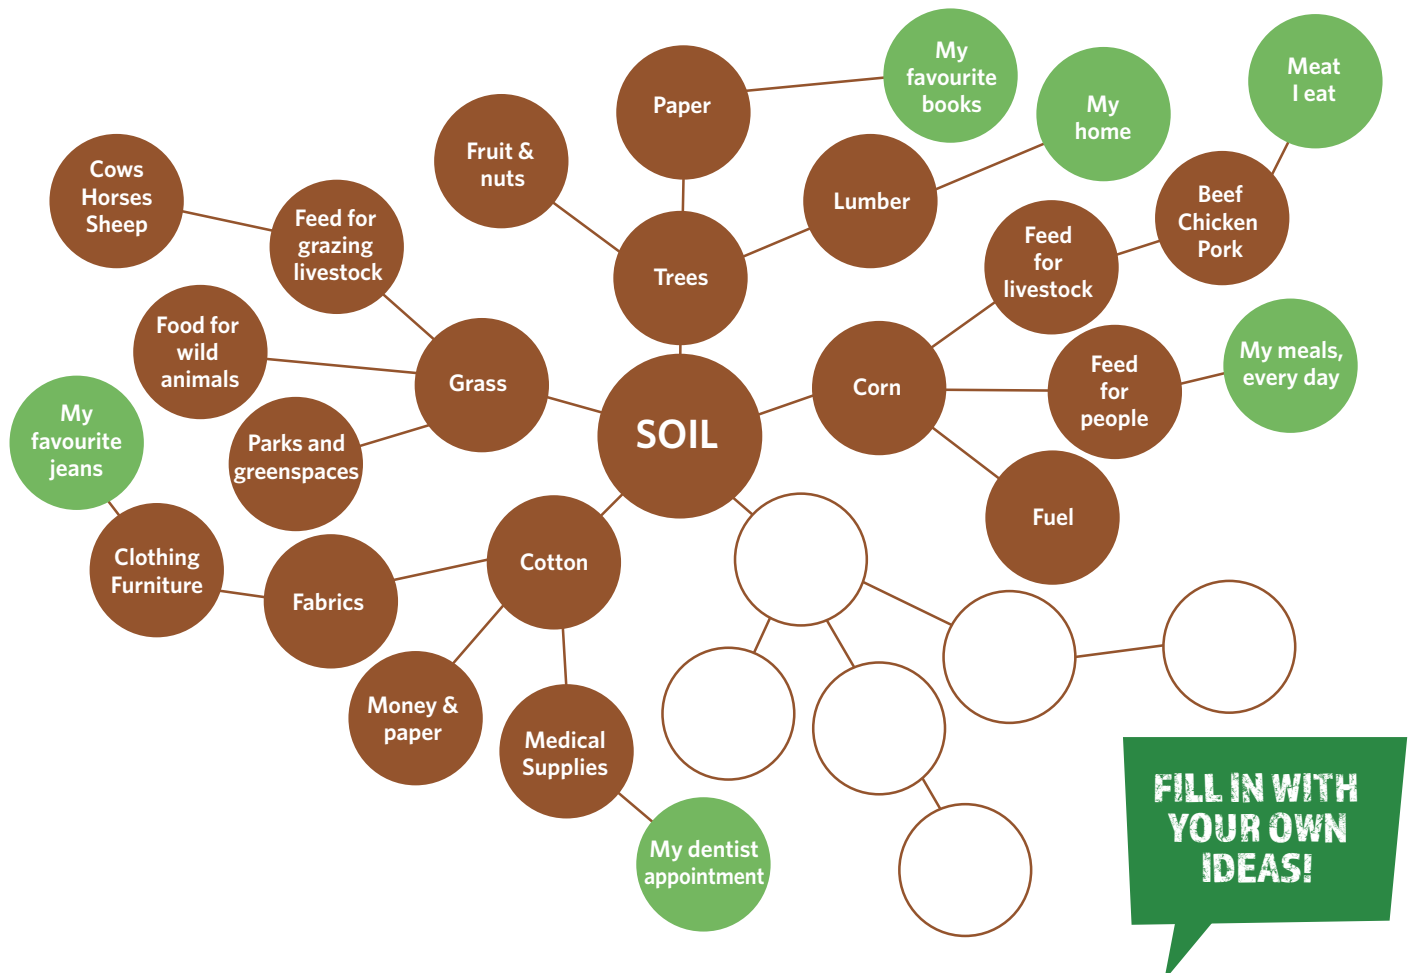 My
favourite
books
Meat
I eat
Paper
My
home
Fruit &
nuts
Cows
Horses
Sheep
Feed for
grazing
livestock
Lumber
Beef
Chicken
Pork
Feed
for
livestock
Trees
Food for
wild
animals
Grass
Corn
Feed
for
people
My meals,
every day
My
favourite
jeans
Parks and
greenspaces
SOIL
Fuel
Clothing
Furniture
Fabrics
Cotton
Money &
paper
Medical
Supplies
My dentist
appointment
FILL IN WITH
YOUR OWN
IDEAS!